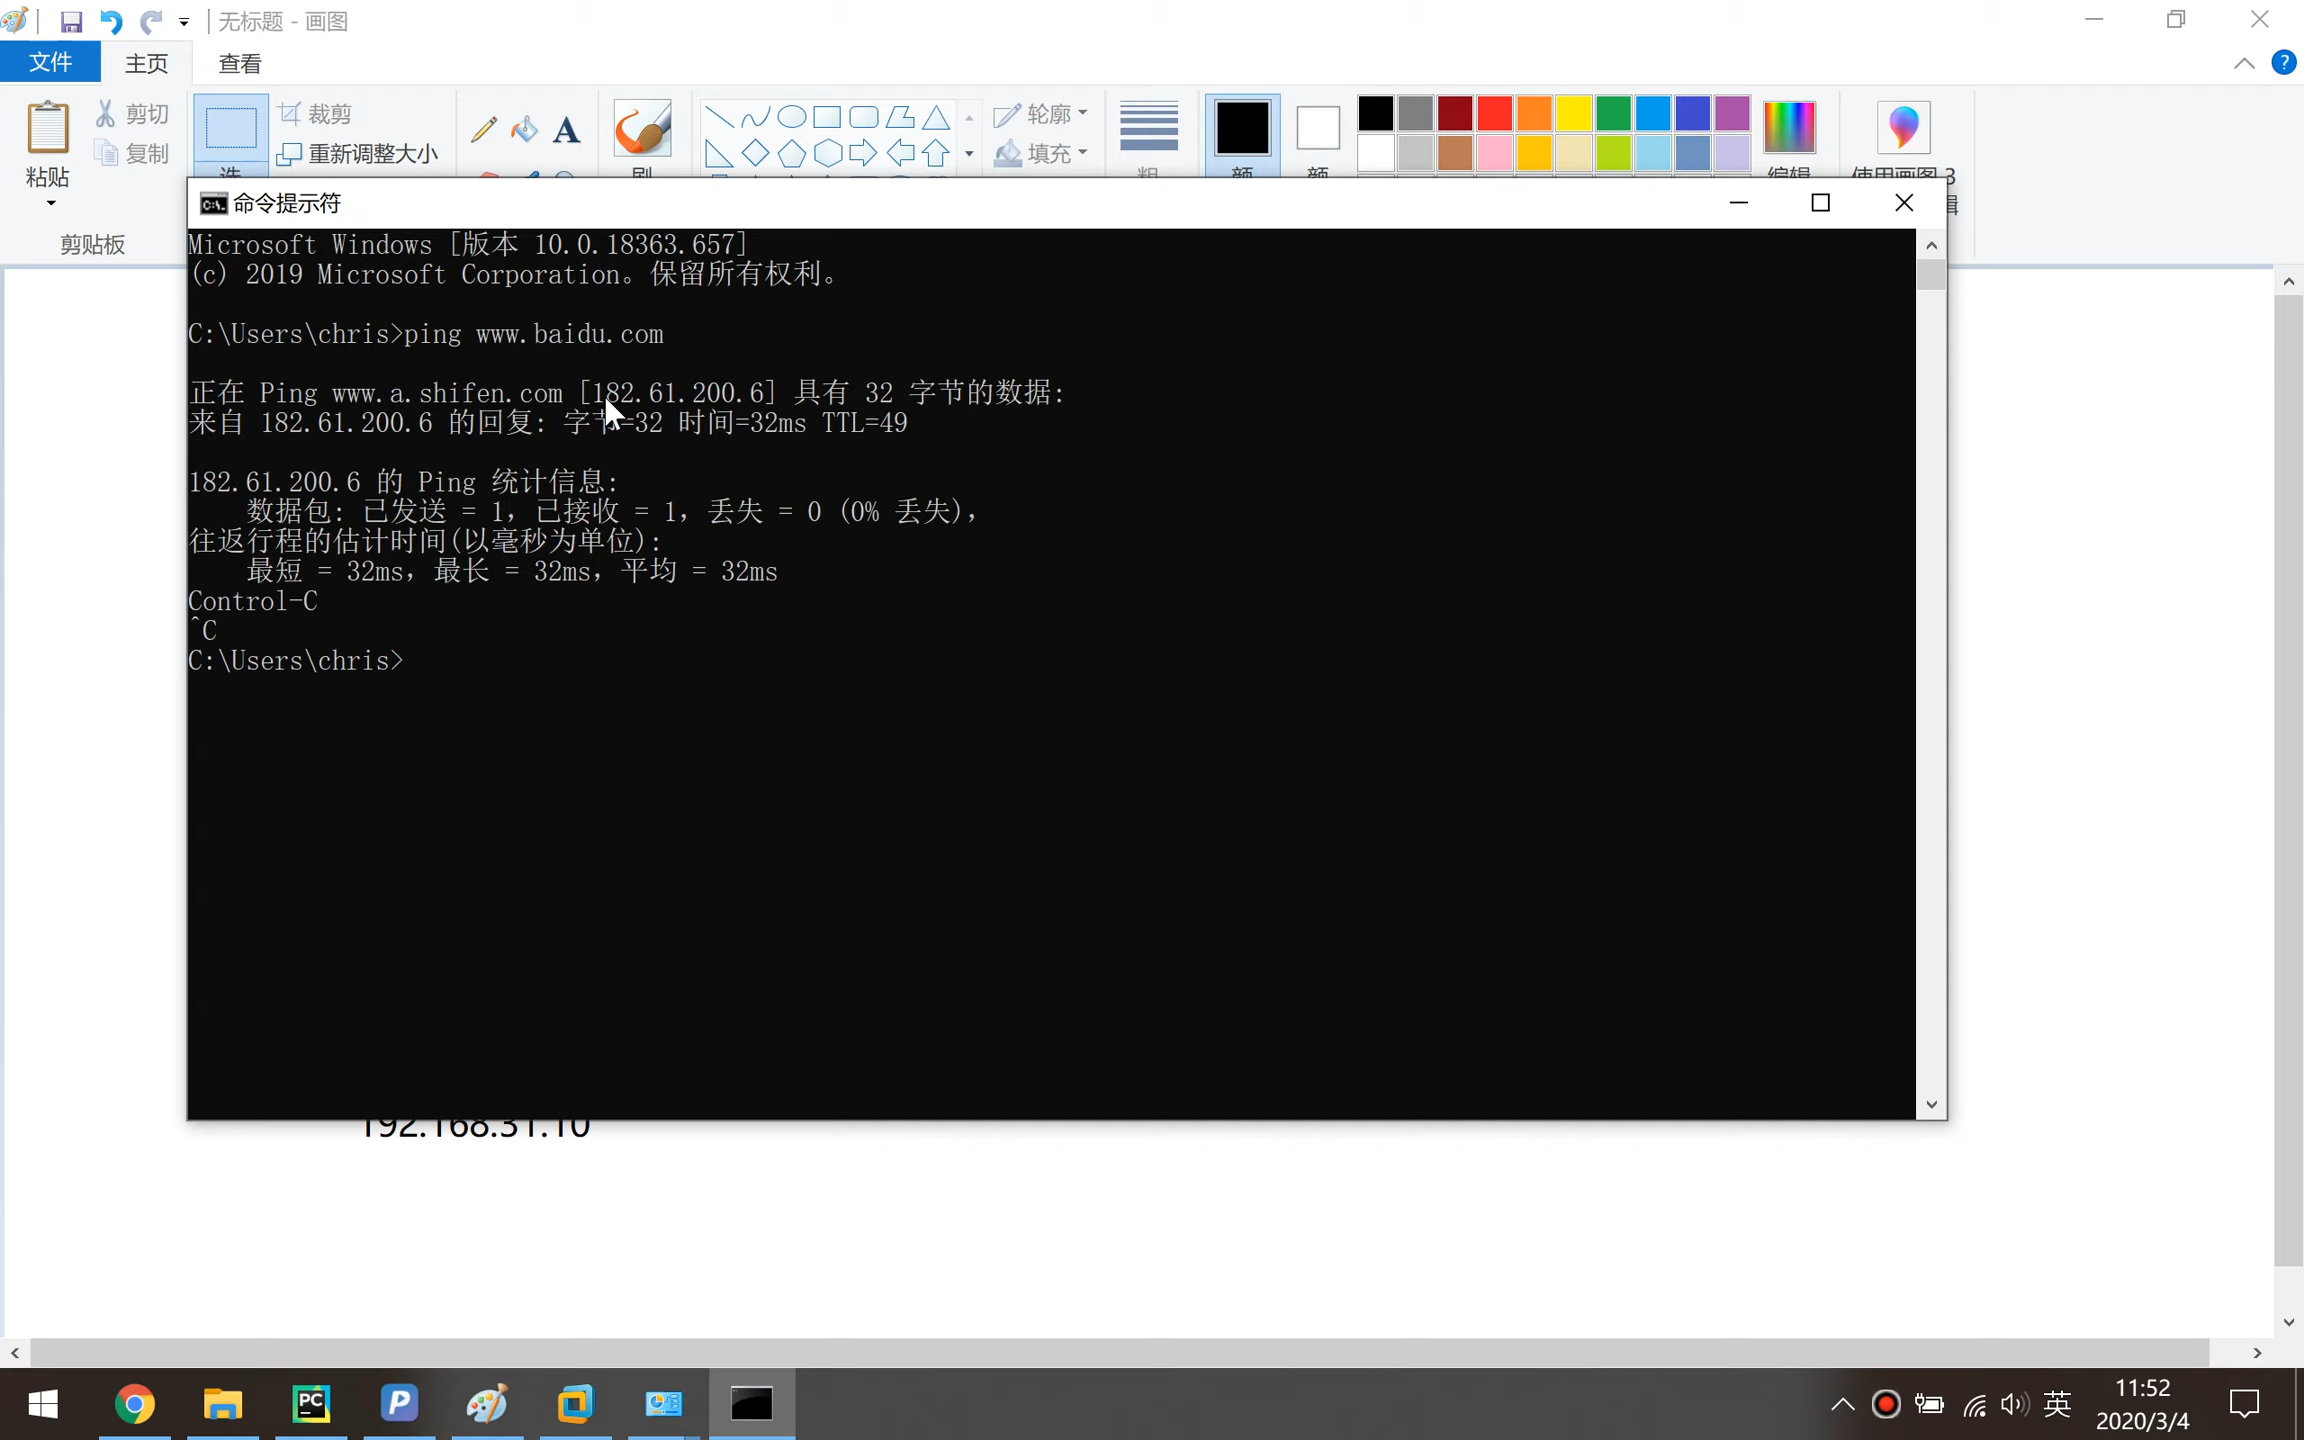 无标题 - 画图
文件
主页
查看
粘贴
剪切
复制
剪贴板
裁剪
重新调整大小
轮廓
填充
编辑
命令提示符
Microsoft Windows [版本 10.0.18363.657]
(c) 2019 Microsoft Corporation。保留所有权利。
C:\Users\chris>ping www.baidu.com
正在 Ping www.a.shifen.com [182.61.200.6] 具有 32 字节的数据:
来自 182.61.200.6 的回复: 字节=32 时间=32ms TTL=49
182.61.200.6 的 Ping 统计信息:
数据包: 已发送 = 1，已接收 = 1，丢失 = 0 (0% 丢失)，
往返行程的估计时间(以毫秒为单位):
最短 = 32ms，最长 = 32ms，平均 = 32ms
Control-C
^C
C:\Users\chris>
192.168.31.10
英
11:52
2020/3/4